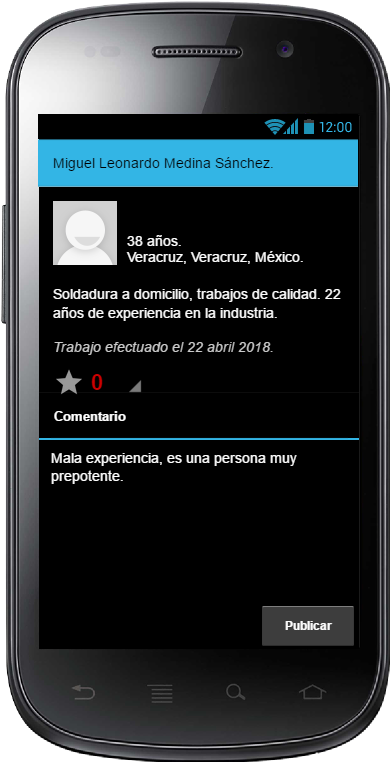 12:00
Miguel Leonardo Medina Sánchez.
38 años.
Veracruz, Veracruz, México.
Soldadura a domicilio, trabajos de calidad. 22
años de experiencia en la industria.
Trabajo efectuado el 22 abril 2018.
0
Comentario
Mala experiencia, es una persona muy
prepotente.
Publicar